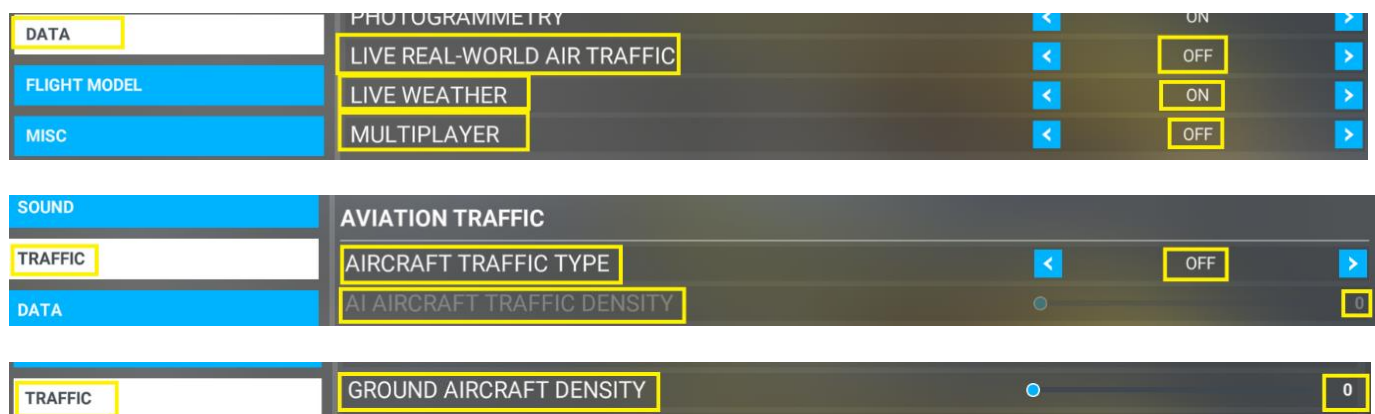 DATA
PHOTOGRAMMETRY ON
LIVE REAL-WORLD AIR TRAFFIC OFF
FLIGHT MODEL
LIVE WEATHER ON
MISC
MULTIPLAYER OFF
SOUND
AVIATION TRAFFIC
TRAFFIC
AIRCRAFT TRAFFIC TYPE OFF
DATA
AI AIRCRAFT TRAFFIC DENSITY 0
TRAFFIC
GROUND AIRCRAFT DENSITY 0